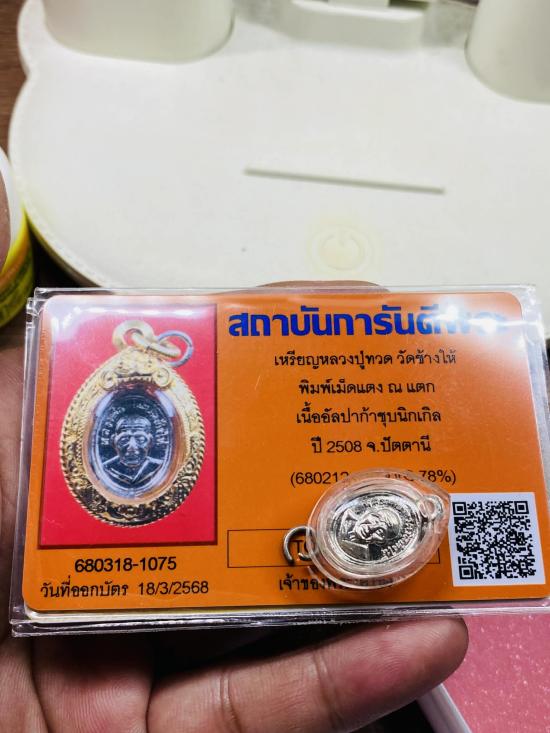 สถาบันการันตีพระ
เหรียญหลวงปู่ทวด วัดช้างให้
พิมพ์เม็ดแตง ณ แตก
เนื้ออัลปาก้าชุบนิกเกิล
ปี 2508 จ.ปัตตานี
78%)
680318-1075
วันที่ออกบัตร 18/3/2568